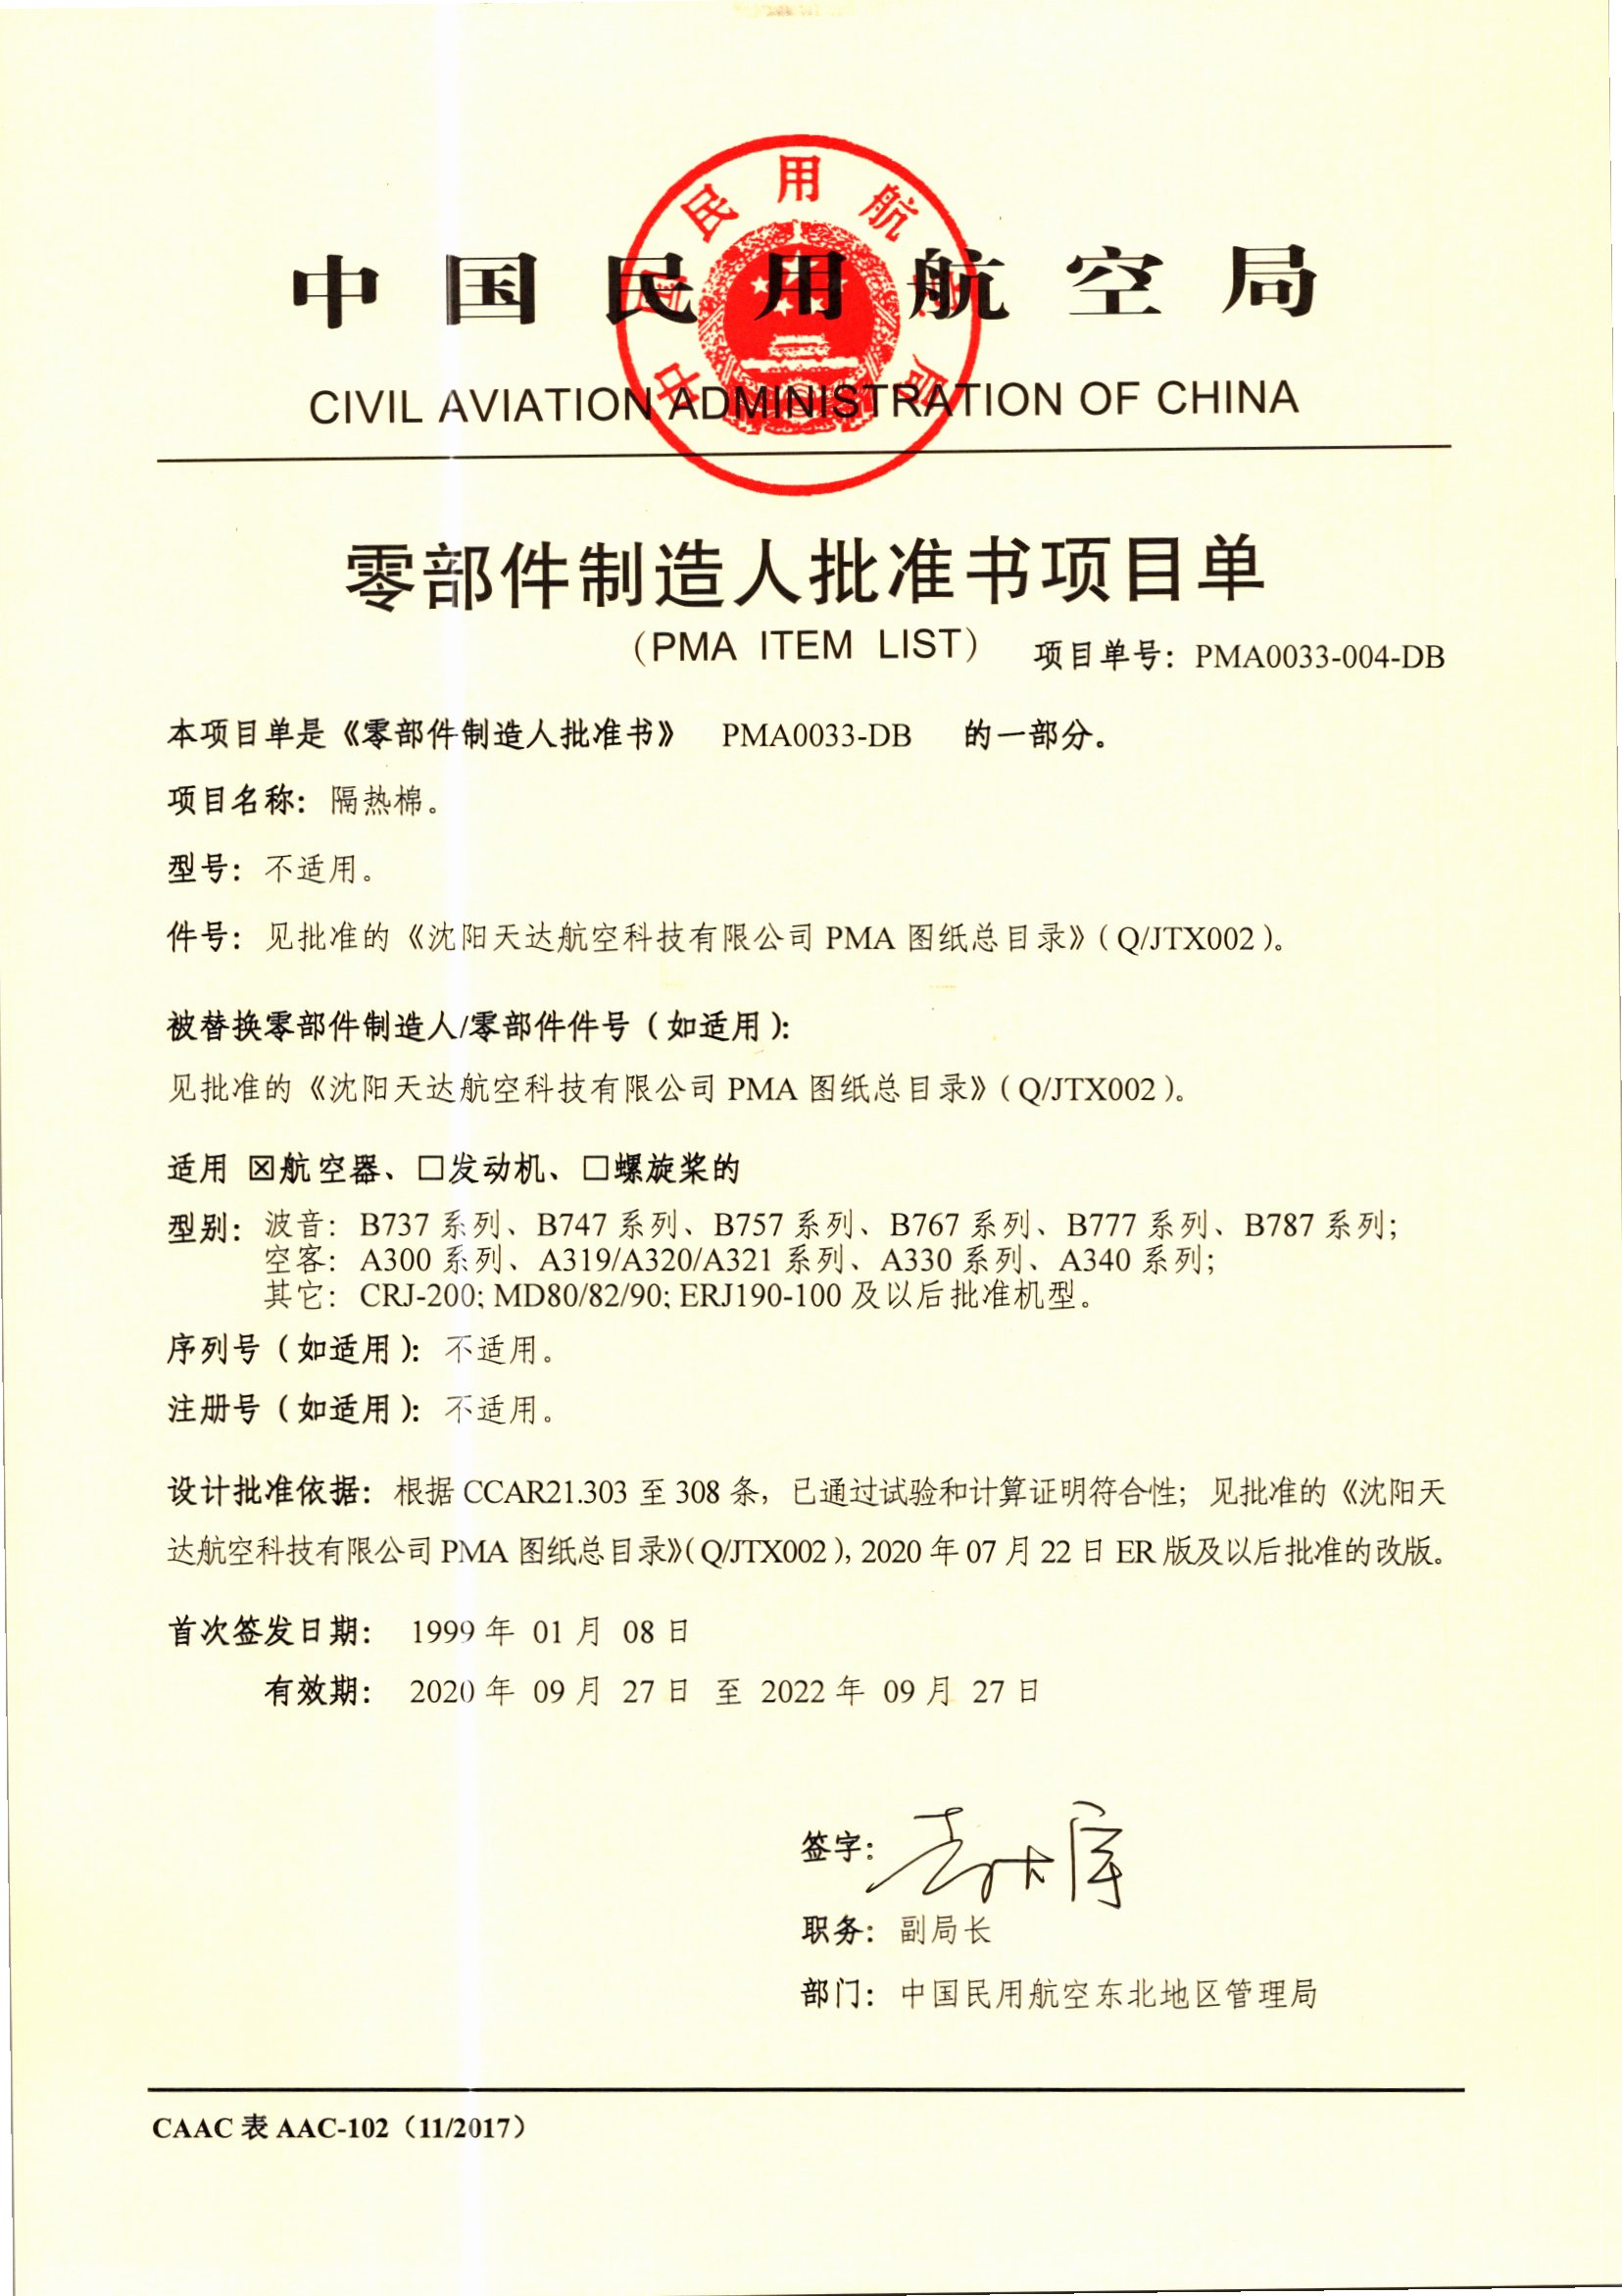 中国民用航空局
中国民用航空局
CIVIL AVIATION ADMINISTRATION OF CHINA
零部件制造人批准书项目单
（PMA ITEM LIST）
项目单号：PMA0033-004-DB
本项目单是《零部件制造人批准书》 PMA0033-DB 的一部分。
项目名称：隔热棉。
型号：不适用。
件号：见批准的《沈阳天达航空科技有限公司 PMA 图纸总目录》（Q/JTX002）。
被替换零部件制造人/零部件件号（如适用）：
见批准的《沈阳天达航空科技有限公司 PMA 图纸总目录》（Q/JTX002）。
适用 ☒航空器、☐发动机、☐螺旋桨的
型别：波音：B737 系列、B747 系列、B757 系列、B767 系列、B777 系列、B787 系列；
空客：A300 系列、A319/A320/A321 系列、A330 系列、A340 系列；
其它：CRJ-200; MD80/82/90; ERJ190-100 及以后批准机型。
序列号（如适用）：不适用。
注册号（如适用）：不适用。
设计批准依据：根据 CCAR21.303 至 308 条，已通过试验和计算证明符合性；见批准的《沈阳天
达航空科技有限公司 PMA 图纸总目录》（Q/JTX002），2020 年 07 月 22 日 ER 版及以后批准的改版。
首次签发日期： 1999 年 01 月 08 日
有效期： 2020 年 09 月 27 日 至 2022 年 09 月 27 日
签字：
职务：副局长
部门：中国民用航空东北地区管理局
CAAC 表 AAC-102（11/2017）